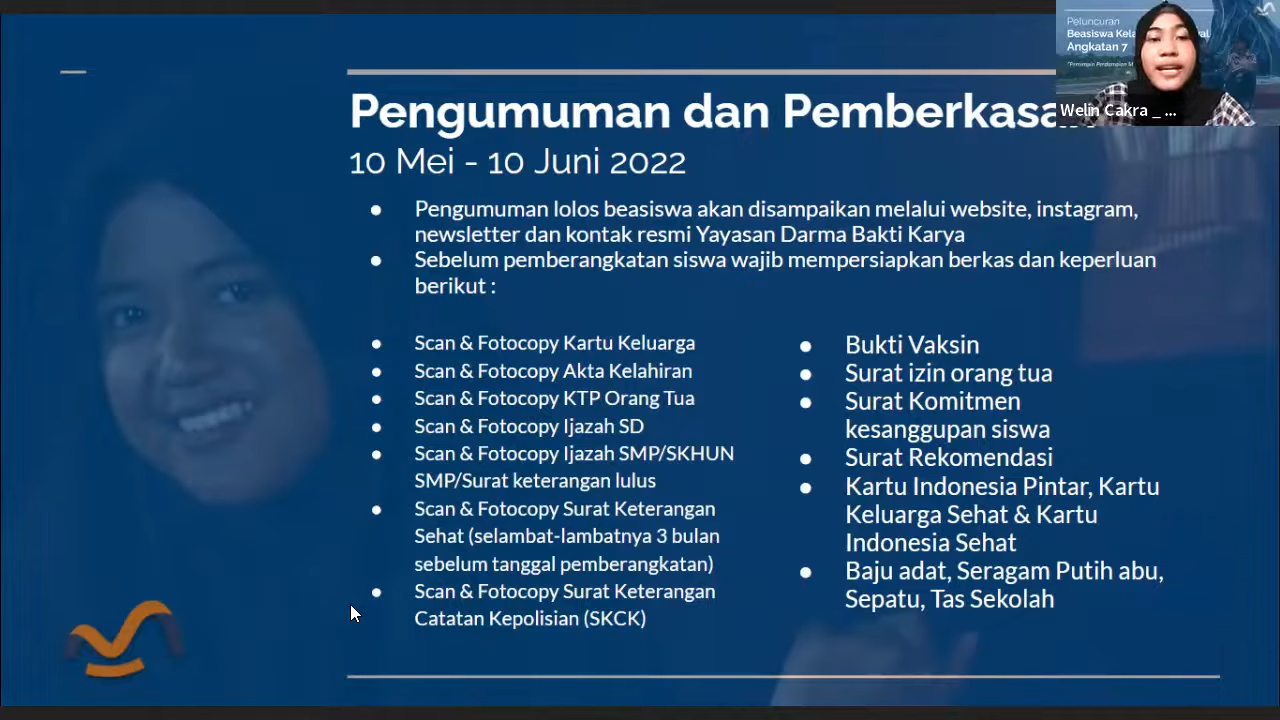 Peluncuran
Beasiswa
Angkatan 7
Welin Cakra _ ...
Pengumuman dan
10 Mei - 10 Juni 2022
● Pengumuman lolos beasiswa akan disampaikan melalui website, instagram,
newsletter dan kontak resmi Yayasan Darma Bakti Karya
● Sebelum pemberangkatan siswa wajib mempersiapkan berkas dan keperluan
berikut :
● Scan & Fotocopy Kartu Keluarga
● Scan & Fotocopy Akta Kelahiran
● Scan & Fotocopy KTP Orang Tua
● Scan & Fotocopy Ijazah SD
● Scan & Fotocopy Ijazah SMP/SKHUN
SMP/Surat keterangan lulus
● Scan & Fotocopy Surat Keterangan
Sehat (selambat-lambatnya 3 bulan
sebelum tanggal pemberangkatan)
● Scan & Fotocopy Surat Keterangan
Catatan Kepolisian (SKCK)
● Bukti Vaksin
● Surat izin orang tua
● Surat Komitmen
kesanggupan siswa
● Surat Rekomendasi
● Kartu Indonesia Pintar, Kartu
Keluarga Sehat & Kartu
Indonesia Sehat
● Baju adat, Seragam Putih abu,
Sepatu, Tas Sekolah